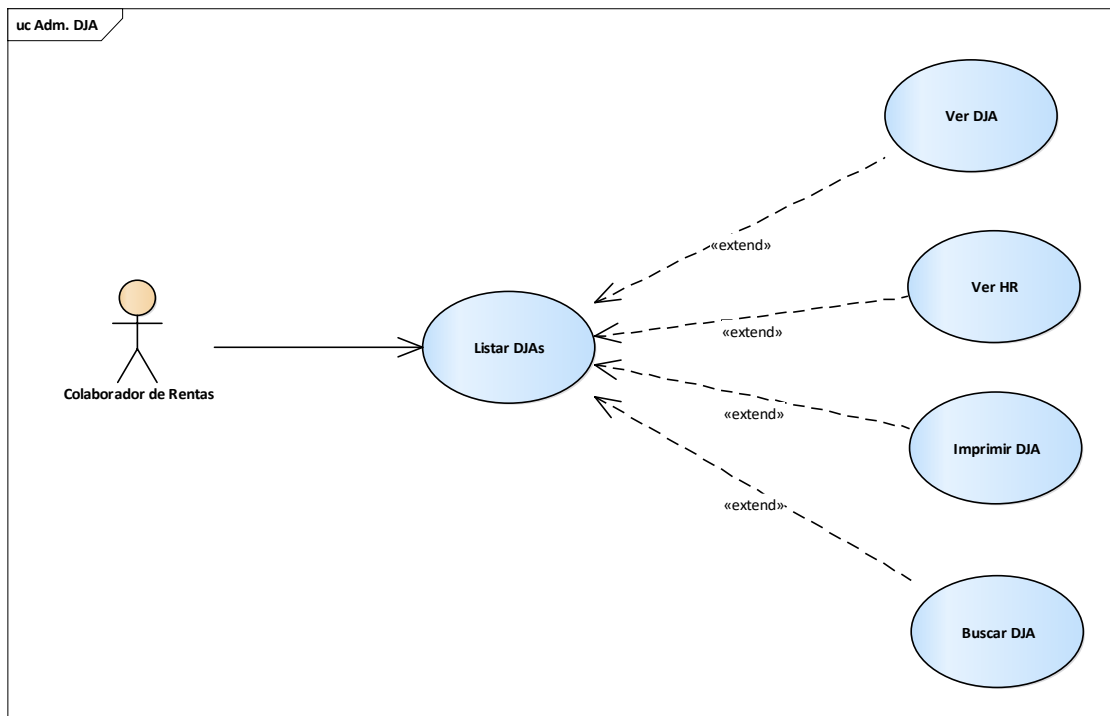 uc Adm. DJA
Ver DJA
«extend»
Ver HR
«extend»
Listar DJAs
Colaborador de Rentas
«extend»
Imprimir DJA
«extend»
Buscar DJA